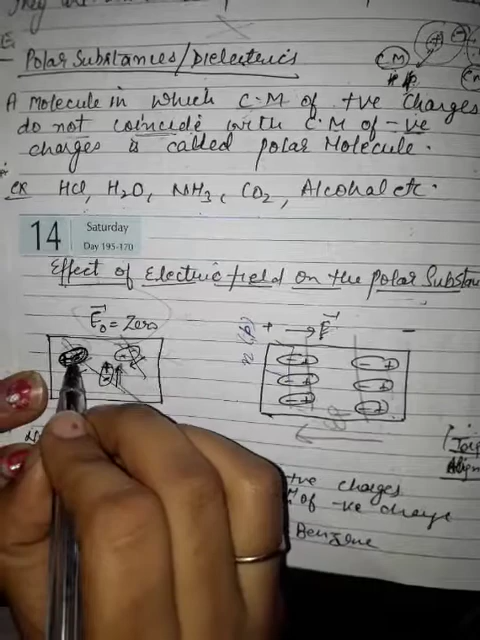 Polar Substances/Dielectrics
C.M
A Molecule in which C.M of +ve charges
do not coincide with C.M of -ve
charges is called polar Molecule.
ex HCl, H2O, NH3, CO2, Alcohal etc.
14 Saturday
Day 195-170
Effect of Electric field on the polar Substan
E⃗0 = Zero
+ → E⃗ -
+ve charges
M of -ve charge
Benzene